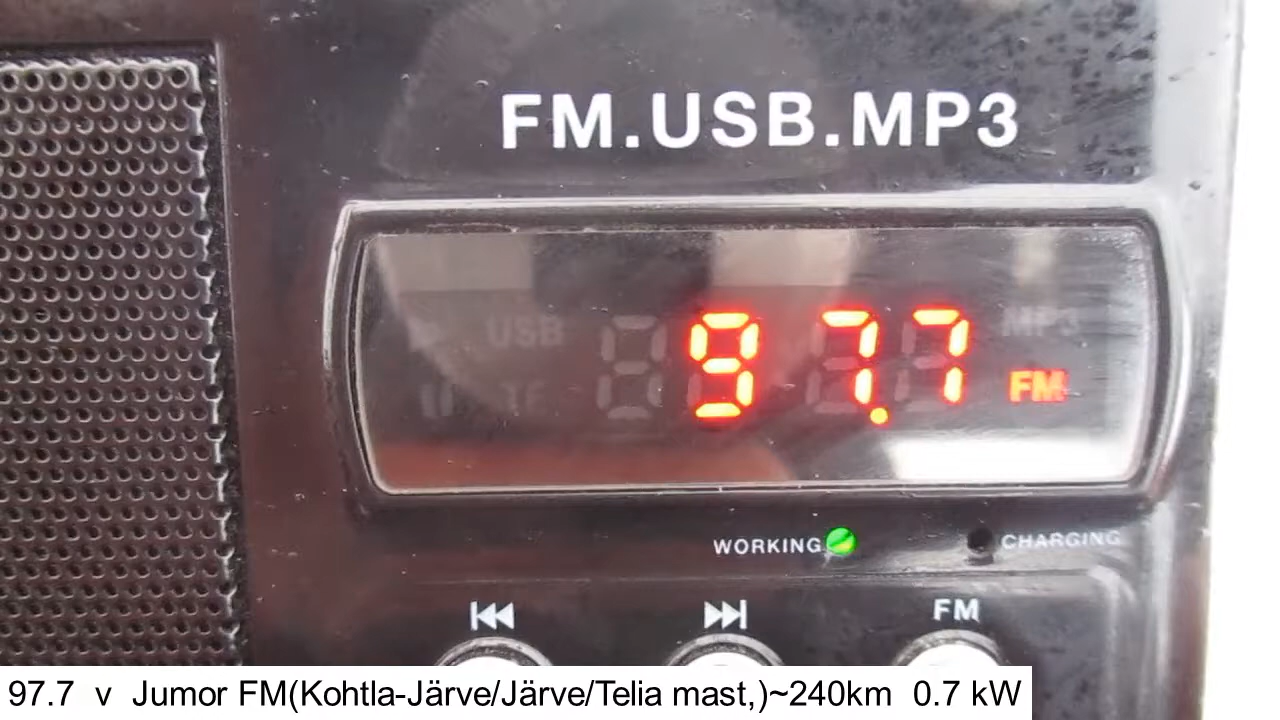 FM.USB.MP3
USB MP3
97.7 FM
TF
WORKING CHARGING
FM
97.7 v Jumor FM(Kohtla-Järve/Järve/Telia mast,)~240km 0.7 kW